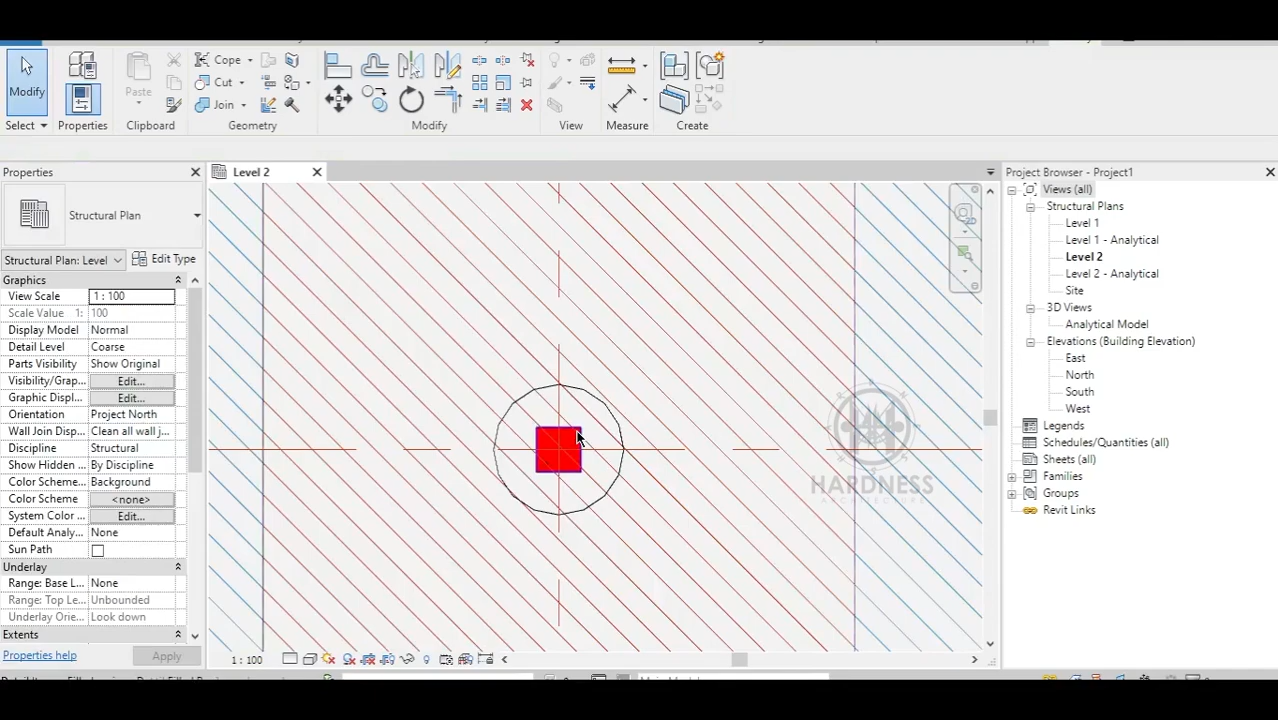 Modify
Select
Properties
Paste
Clipboard
Cope
Cut
Join
Geometry
Modify
View
Measure
Create
Properties
Structural Plan
Structural Plan: Level
Edit Type
Graphics
View Scale 1 : 100
Scale Value 1: 100
Display Model Normal
Detail Level Coarse
Parts Visibility Show Original
Visibility/Grap... Edit...
Graphic Displ... Edit...
Orientation Project North
Wall Join Disp... Clean all wall j...
Discipline Structural
Show Hidden ... By Discipline
Color Scheme... Background
Color Scheme <none>
System Color ... Edit...
Default Analy... None
Sun Path
Underlay
Range: Base L... None
Range: Top Le... Unbounded
Underlay Orie... Look down
Extents
Properties help
Apply
Level 2
2D
HARDNESS
ARCHITECTURE
1 : 100
Project Browser - Project1
Views (all)
Structural Plans
Level 1
Level 1 - Analytical
Level 2
Level 2 - Analytical
Site
3D Views
Analytical Model
Elevations (Building Elevation)
East
North
South
West
Legends
Schedules/Quantities (all)
Sheets (all)
Families
Groups
Revit Links